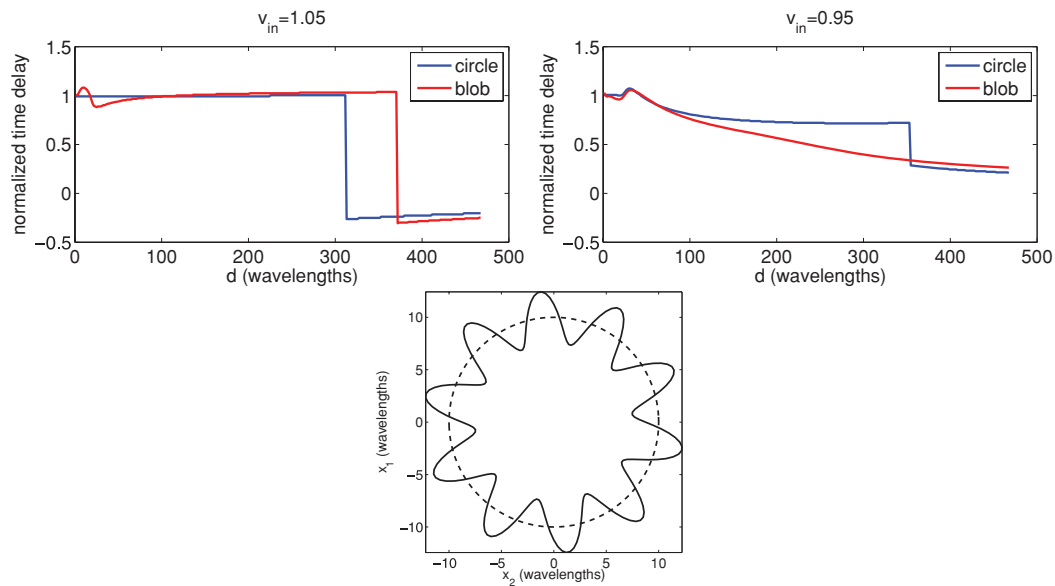 v_in=1.05
normalized time delay
1.5
1
0.5
0
−0.5
circle
blob
0
100
200
300
400
500
d (wavelengths)
v_in=0.95
normalized time delay
1.5
1
0.5
0
−0.5
circle
blob
0
100
200
300
400
500
d (wavelengths)
x_1 (wavelengths)
10
5
0
−5
−10
−10
−5
0
5
10
x_2 (wavelengths)